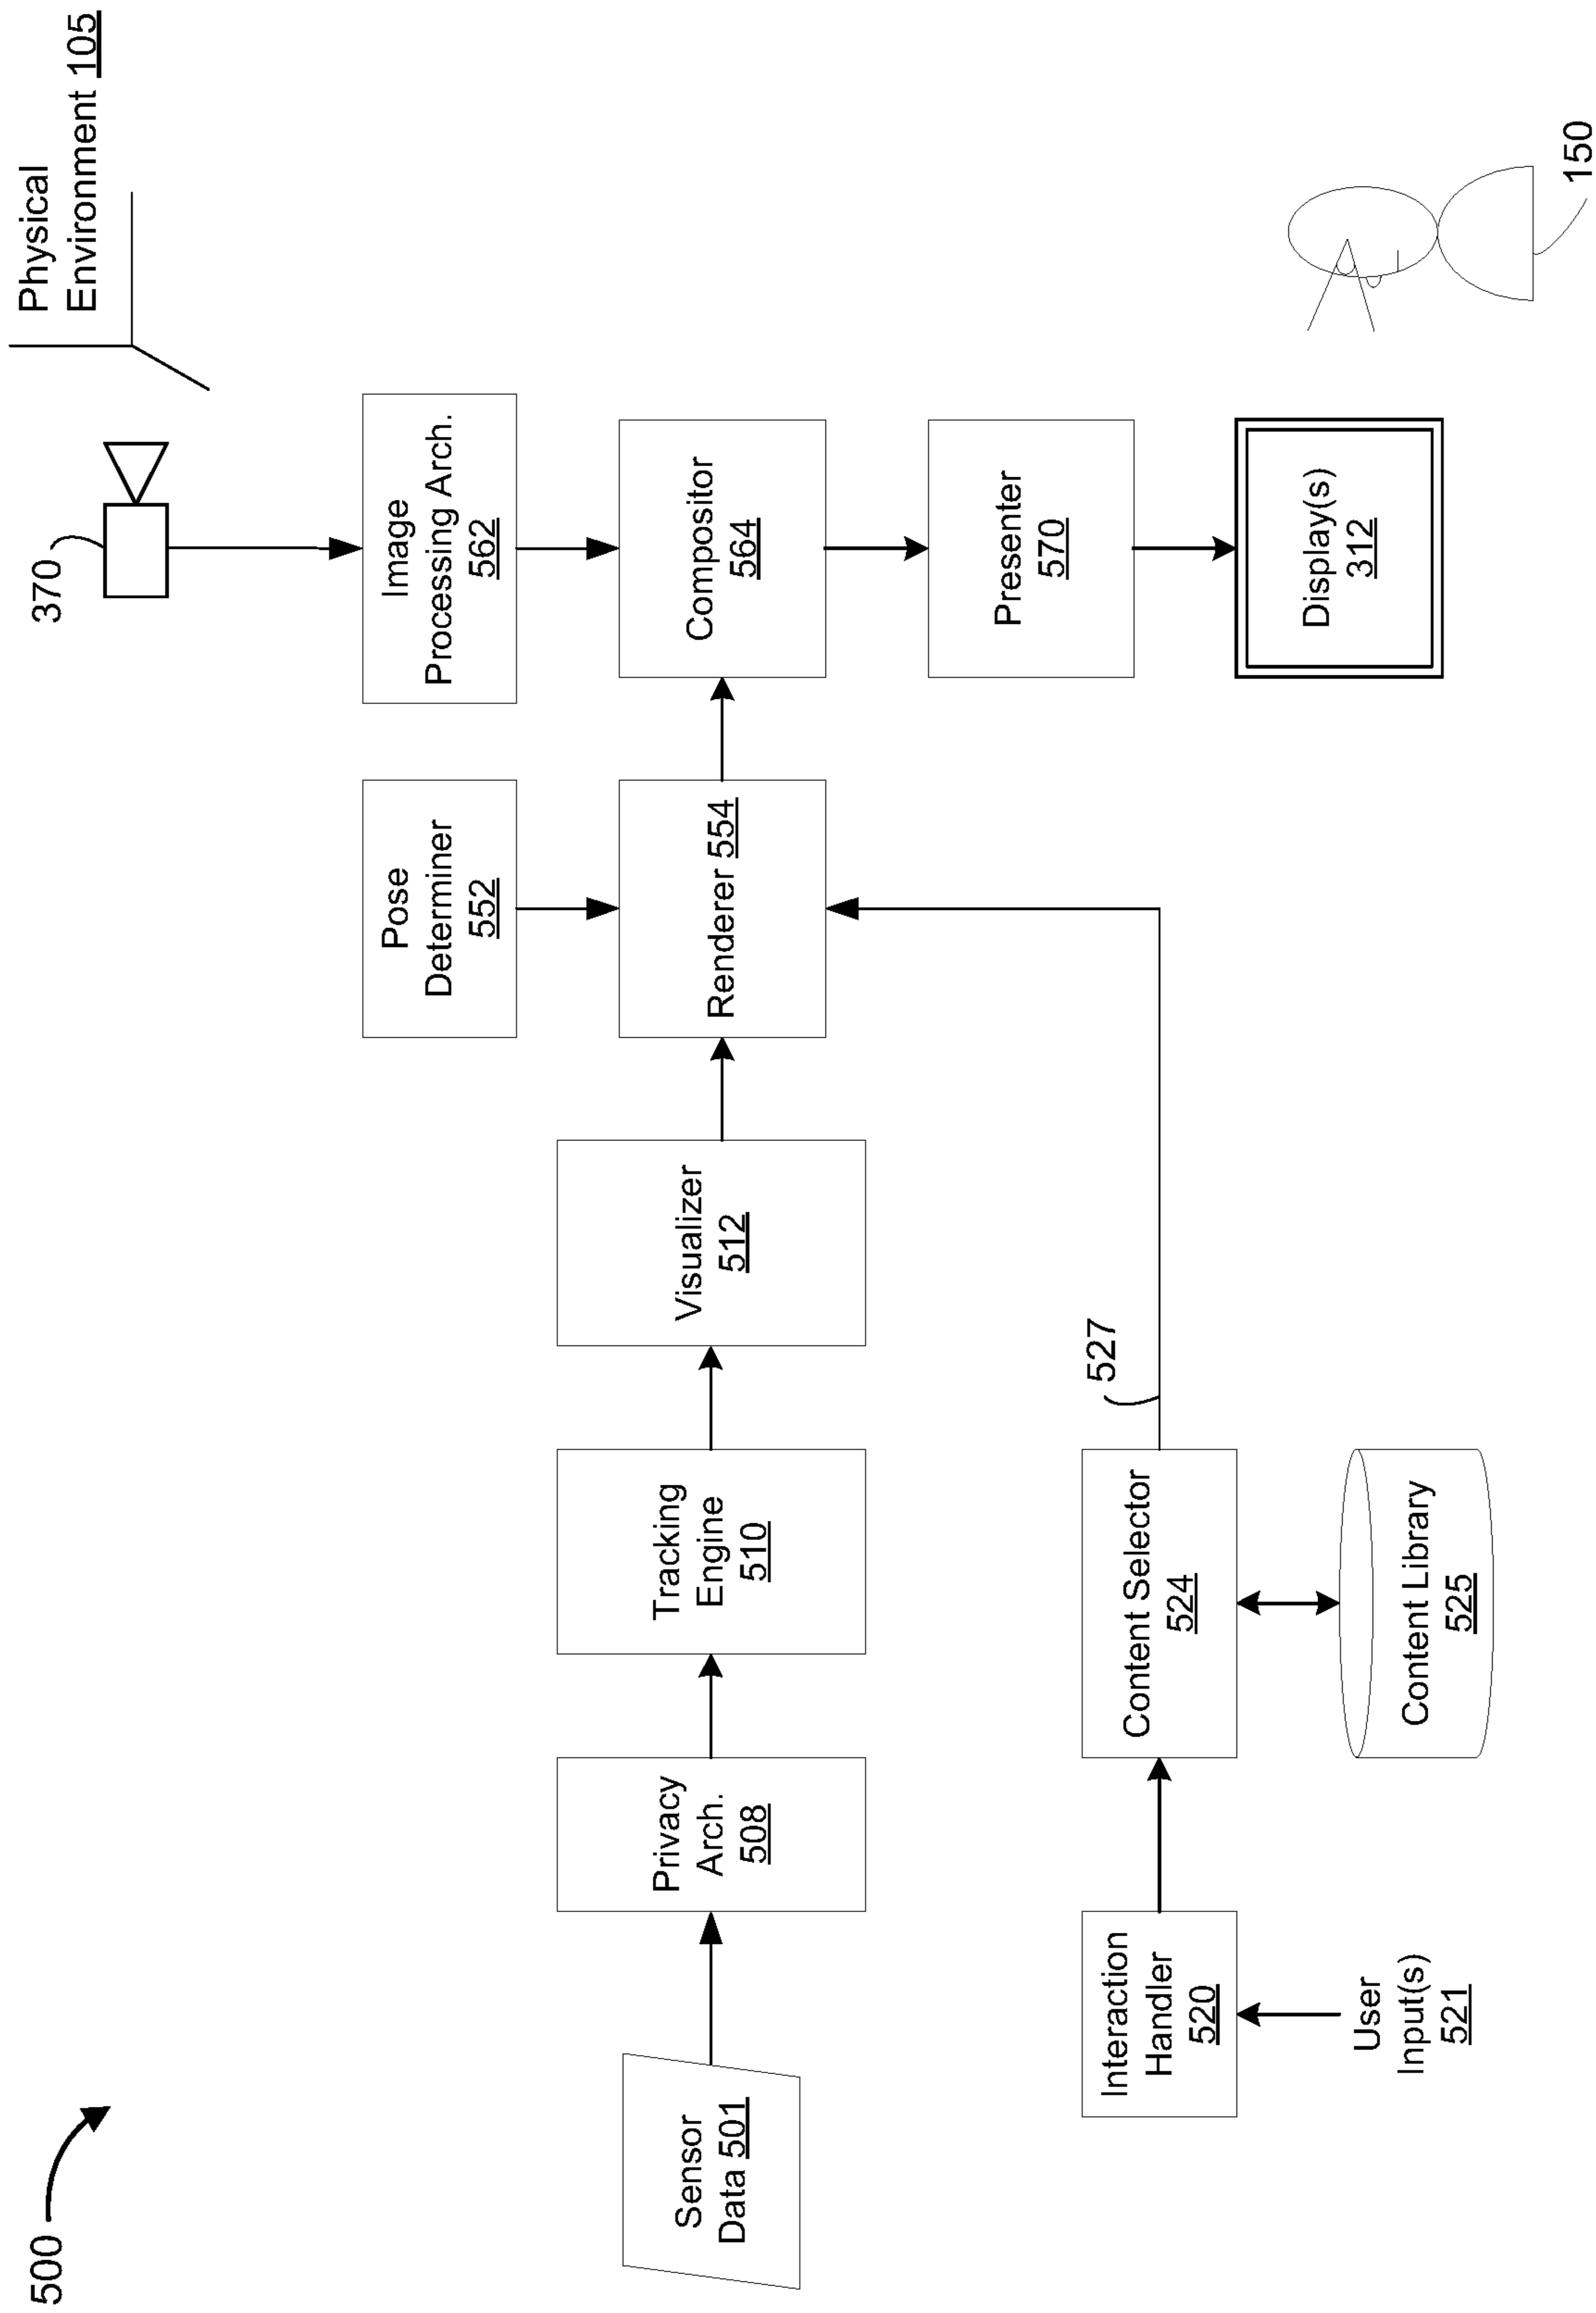 500
Physical
Environment 105
370
Image
Processing Arch.
562
Pose
Determiner
552
Sensor
Data 501
Privacy
Arch.
508
Tracking
Engine
510
Visualizer
512
Renderer 554
Compositor
564
Presenter
570
Display(s)
312
527
Interaction
Handler
520
Content Selector
524
User
Input(s)
521
Content Library
525
150